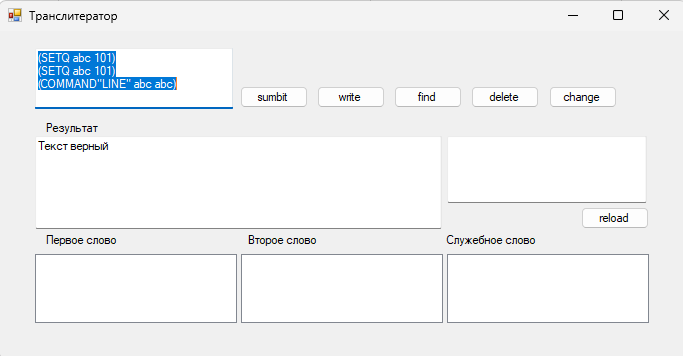 Транслитератор
(SETQ abc 101)
(SETQ abc 101)
(COMMAND"LINE" abc abc)
sumbit write find delete change
Результат
Текст верный
reload
Первое слово Второе слово Служебное слово